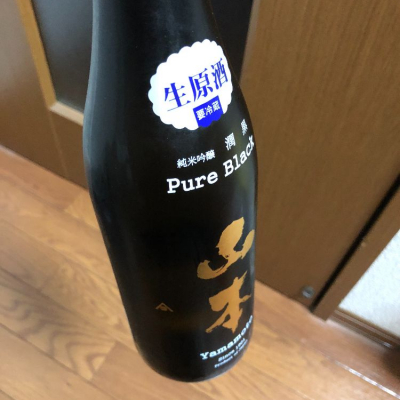 生原酒
要冷蔵
純米吟醸 潤黒
Pure Black
山本
Yamamoto